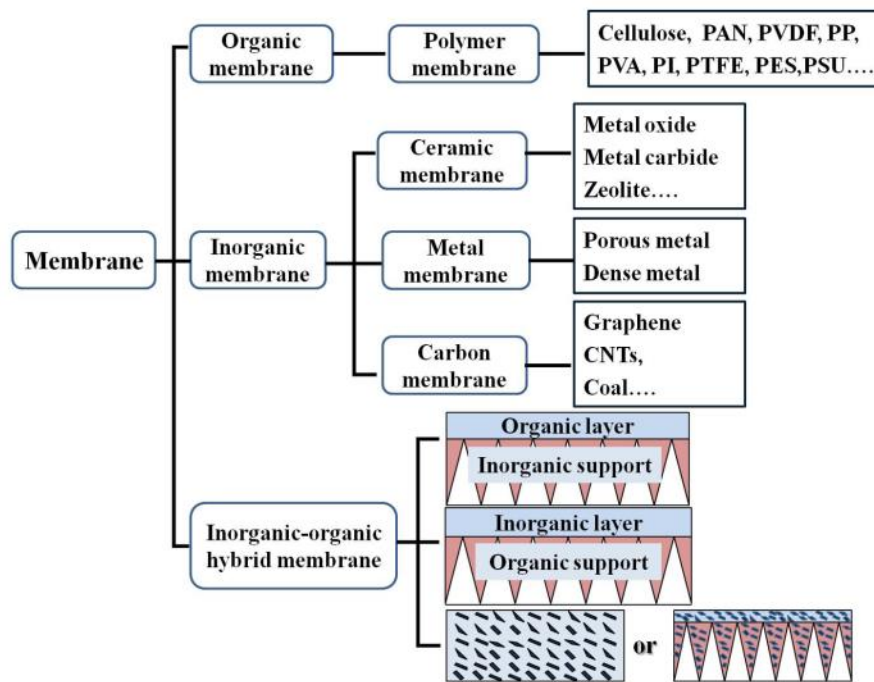 Membrane
Organic
membrane
Polymer
membrane
Cellulose, PAN, PVDF, PP,
PVA, PI, PTFE, PES,PSU….
Inorganic
membrane
Ceramic
membrane
Metal oxide
Metal carbide
Zeolite….
Metal
membrane
Porous metal
Dense metal
Carbon
membrane
Graphene
CNTs,
Coal….
Inorganic-organic
hybrid membrane
Organic layer
Inorganic support
Inorganic layer
Organic support
or